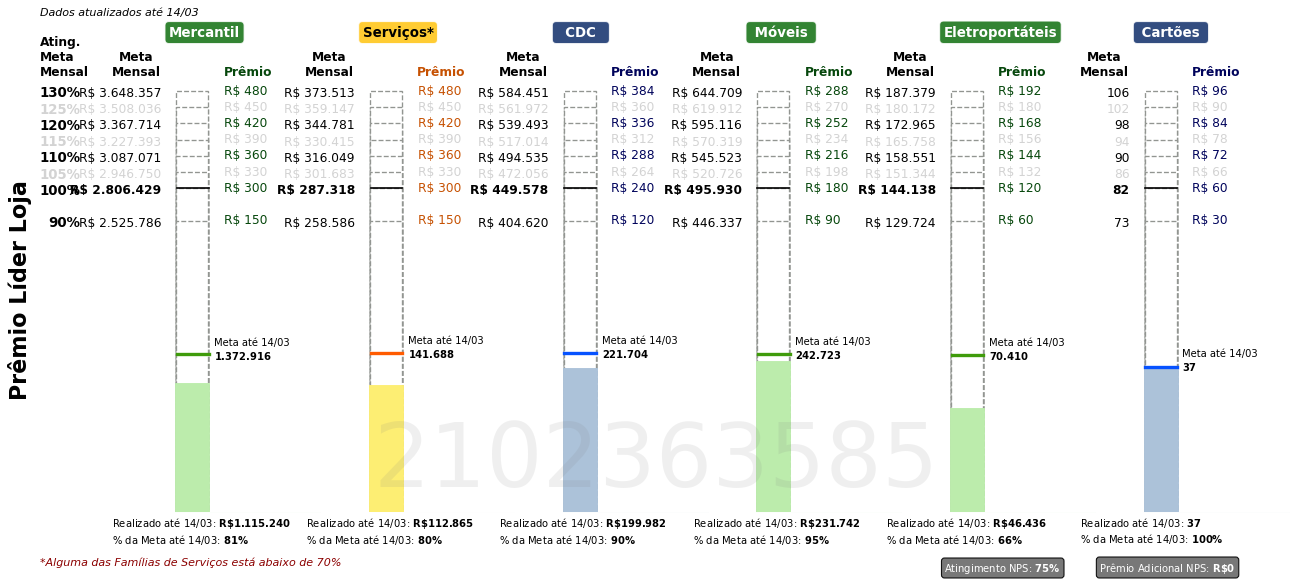 Dados atualizados até 14/03
Mercantil Serviços* CDC Móveis Eletroportáteis Cartões
Ating. Meta Mensal
Meta Mensal Prêmio Meta Mensal Prêmio Meta Mensal Prêmio Meta Mensal Prêmio Meta Mensal Prêmio Meta Mensal Prêmio
130% R$ 3.648.357 R$ 480 R$ 373.513 R$ 480 R$ 584.451 R$ 384 R$ 644.709 R$ 288 R$ 187.379 R$ 192 106 R$ 96
125% R$ 3.508.036 R$ 450 R$ 359.147 R$ 450 R$ 561.972 R$ 360 R$ 619.912 R$ 270 R$ 180.172 R$ 180 102 R$ 90
120% R$ 3.367.714 R$ 420 R$ 344.781 R$ 420 R$ 539.493 R$ 336 R$ 595.116 R$ 252 R$ 172.965 R$ 168 98 R$ 84
115% R$ 3.227.393 R$ 390 R$ 330.415 R$ 390 R$ 517.014 R$ 312 R$ 570.319 R$ 234 R$ 165.758 R$ 156 94 R$ 78
110% R$ 3.087.071 R$ 360 R$ 316.049 R$ 360 R$ 494.535 R$ 288 R$ 545.523 R$ 216 R$ 158.551 R$ 144 90 R$ 72
105% R$ 2.946.750 R$ 330 R$ 301.683 R$ 330 R$ 472.056 R$ 264 R$ 520.726 R$ 198 R$ 151.344 R$ 132 86 R$ 66
100% R$ 2.806.429 R$ 300 R$ 287.318 R$ 300 R$ 449.578 R$ 240 R$ 495.930 R$ 180 R$ 144.138 R$ 120 82 R$ 60
90% R$ 2.525.786 R$ 150 R$ 258.586 R$ 150 R$ 404.620 R$ 120 R$ 446.337 R$ 90 R$ 129.724 R$ 60 73 R$ 30
Prêmio Líder Loja
Meta até 14/03 Meta até 14/03 Meta até 14/03 Meta até 14/03 Meta até 14/03 Meta até 14/03
1.372.916 141.688 221.704 242.723 70.410 37
2102363585
Realizado até 14/03: R$1.115.240 Realizado até 14/03: R$112.865 Realizado até 14/03: R$199.982 Realizado até 14/03: R$231.742 Realizado até 14/03: R$46.436 Realizado até 14/03: 37
% da Meta até 14/03: 81% % da Meta até 14/03: 80% % da Meta até 14/03: 90% % da Meta até 14/03: 95% % da Meta até 14/03: 66% % da Meta até 14/03: 100%
*Alguma das Famílias de Serviços está abaixo de 70%
Atingimento NPS: 75% Prêmio Adicional NPS: R$0